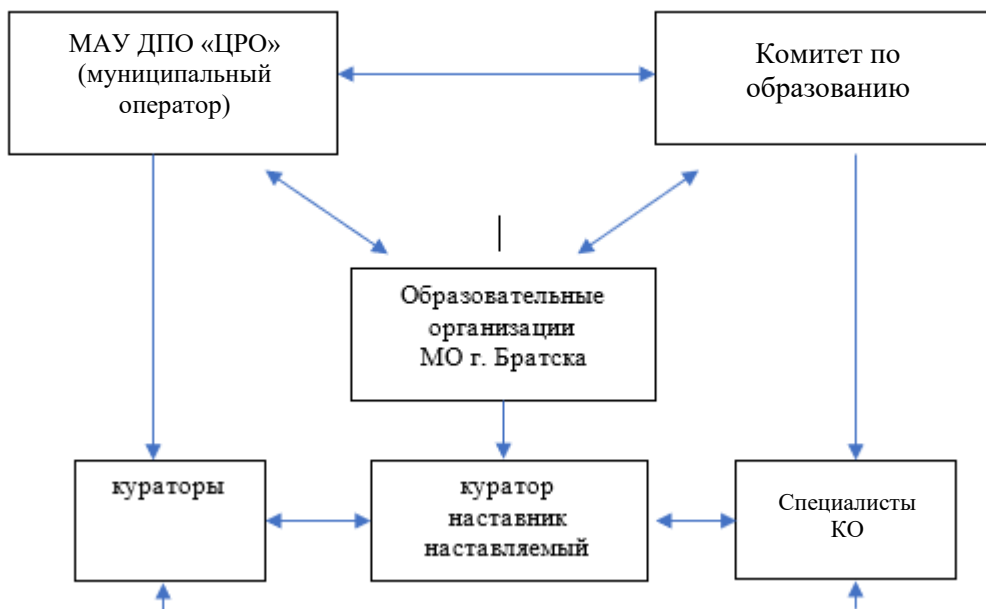 МАУ ДПО «ЦРО»
(муниципальный
оператор)
Комитет по
образованию
Образовательные
организации
МО г. Братска
кураторы
куратор
наставник
наставляемый
Специалисты
КО